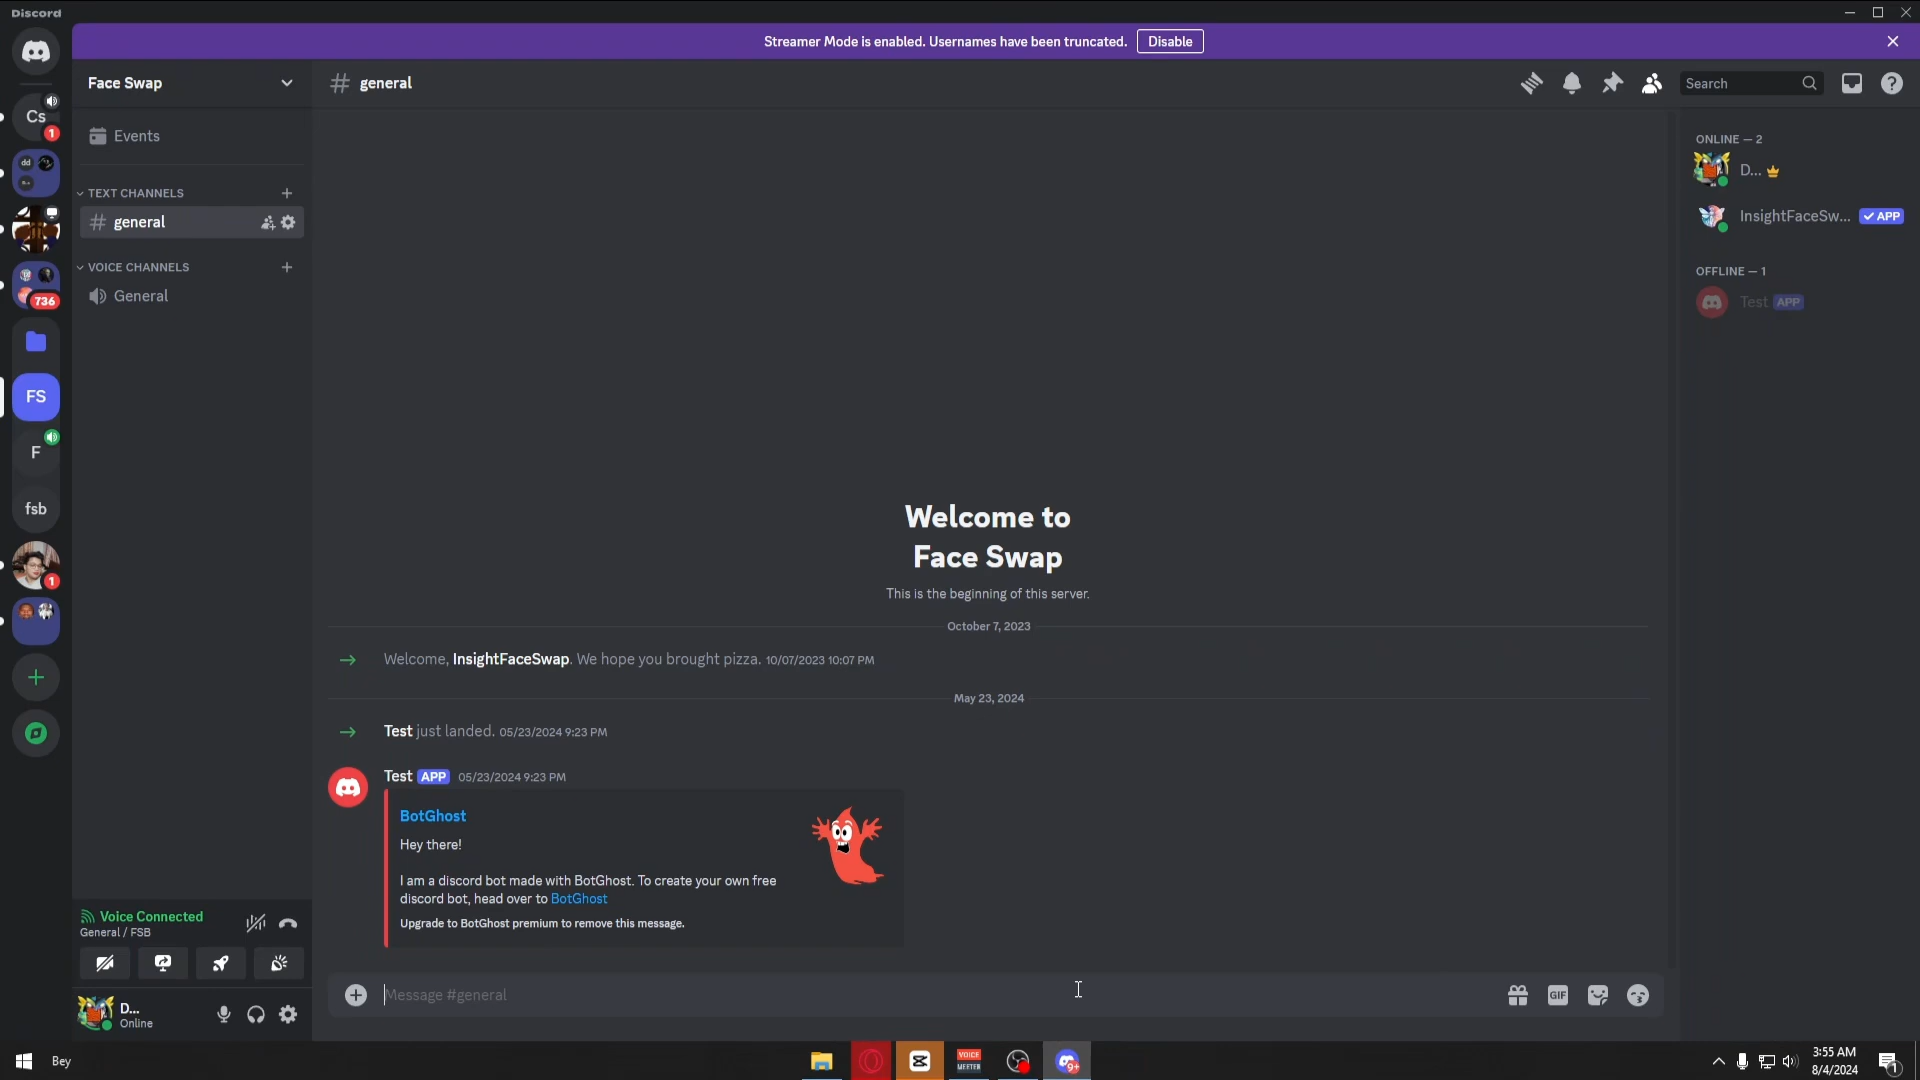 Discord
Streamer Mode is enabled. Usernames have been truncated. Disable
Face Swap
# general
Search
Events
TEXT CHANNELS
# general
VOICE CHANNELS
General
Cs
1
dd
736
FS
F
fsb
1
Welcome to
Face Swap
This is the beginning of this server.
October 7, 2023
Welcome, InsightFaceSwap. We hope you brought pizza. 10/07/2023 10:07 PM
May 23, 2024
Test just landed. 05/23/2024 9:23 PM
Test APP 05/23/2024 9:23 PM
BotGhost
Hey there!
I am a discord bot made with BotGhost. To create your own free
discord bot, head over to BotGhost
Upgrade to BotGhost premium to remove this message.
Message #general
GIF
ONLINE — 2
D...
InsightFaceSw... APP
OFFLINE — 1
Test APP
Voice Connected
General / FSB
D...
Online
Bey
VOICE
MEETER
9+
3:55 AM
8/4/2024
1